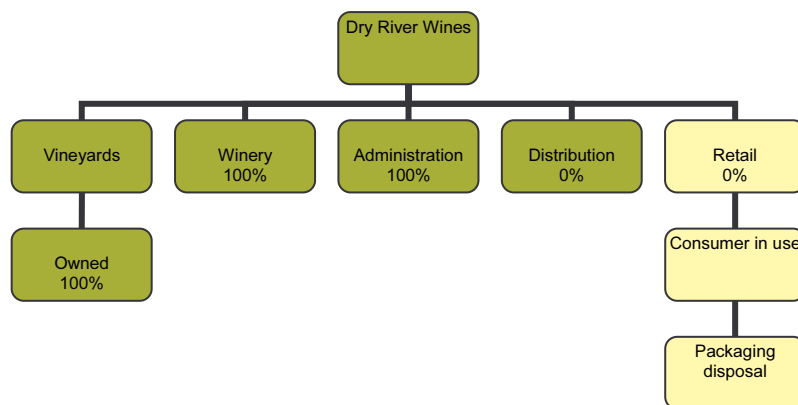 Dry River Wines
Vineyards
Winery
100%
Administration
100%
Distribution
0%
Retail
0%
Owned
100%
Consumer in use
Packaging
disposal